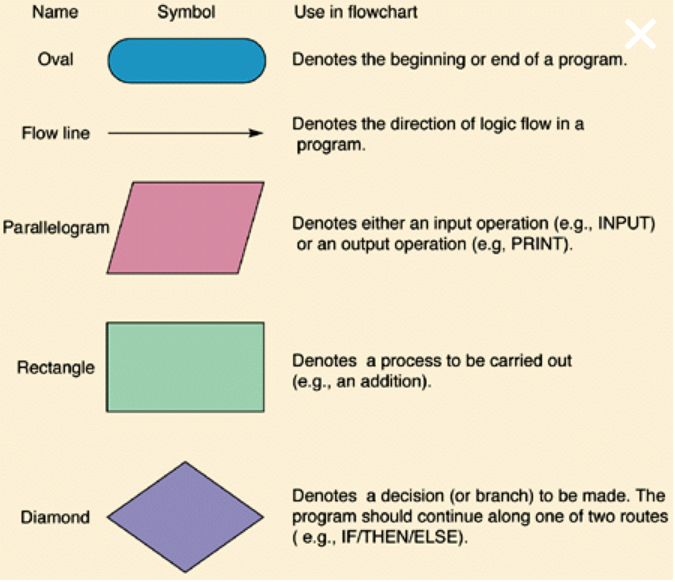 Name Symbol Use in flowchart
Oval Denotes the beginning or end of a program.
Flow line Denotes the direction of logic flow in a
program.
Parallelogram Denotes either an input operation (e.g., INPUT)
or an output operation (e.g, PRINT).
Rectangle Denotes a process to be carried out
(e.g., an addition).
Diamond Denotes a decision (or branch) to be made. The
program should continue along one of two routes
( e.g., IF/THEN/ELSE).